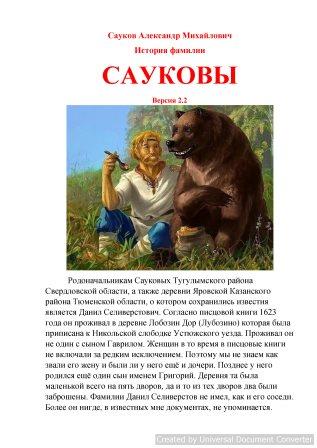 Сауков Александр Михайлович
История фамилии
САУКОВЫ
Версия 2.2
Родоначальникам Сауковых Тугулымского района
Свердловской области, а также деревни Яровской Казанского
района Тюменской области, о котором сохранились известия
является Данил Селиверстович. Согласно писцовой книги 1623
года он проживал в деревне Лобозин Дор (Лубозино) которая была
приписана к Никольской слободке Устюжского уезда. Проживал он
не один с сыном Гаврилом. Женщин в то время в писцовые книги
не включали за редким исключением. Поэтому мы не знаем как
звали его жену и были ли у него ещё и дочери. Позднее у него
родился ещё один сын именем Григорий. Деревня та была
маленькой всего на пять дворов, да и то из тех дворов два были
заброшены. Фамилии Данил Селиверстов не имел, как и его соседи.
Более он нигде, в известных мне документах, не упоминается.
Created by Universal Document Converter